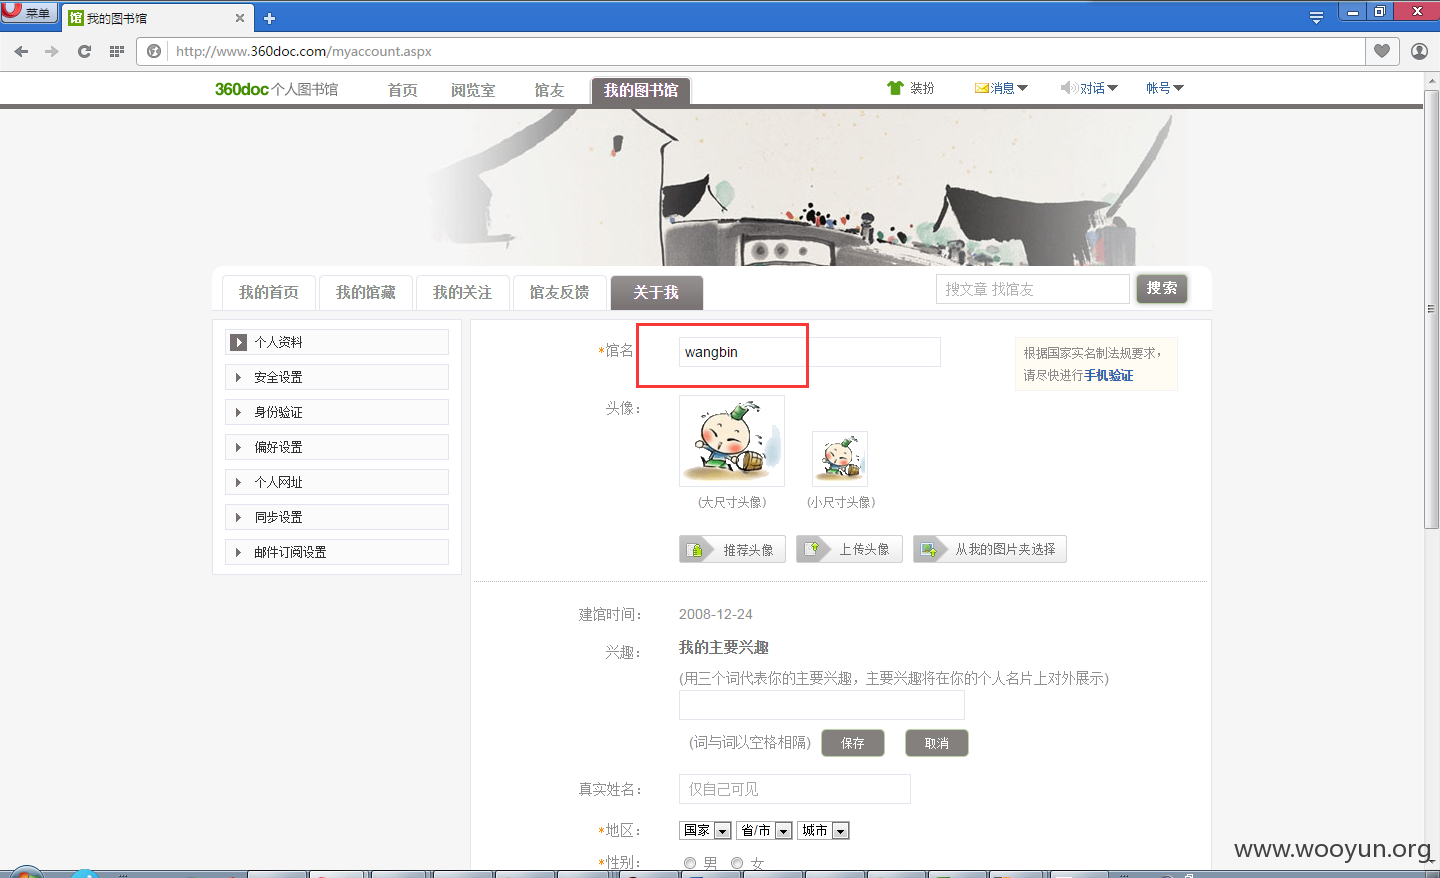 菜单
我的图书馆
http://www.360doc.com/myaccount.aspx
360doc 个人图书馆 首页 阅览室 馆友 我的图书馆 装扮 消息 对话 帐号
我的首页 我的馆藏 我的关注 馆友反馈 关于我 搜文章 找馆友 搜索
个人资料
安全设置
身份验证
偏好设置
个人网址
同步设置
邮件订阅设置
*馆名 wangbin
根据国家实名制法规要求，
请尽快进行手机验证
头像：
(大尺寸头像) (小尺寸头像)
推荐头像 上传头像 从我的图片夹选择
建馆时间： 2008-12-24
兴趣： 我的主要兴趣
(用三个词代表你的主要兴趣，主要兴趣将在你的个人名片上对外展示)
(词与词以空格相隔) 保存 取消
真实姓名： 仅自己可见
*地区： 国家 省/市 城市
*性别： 男 女
www.wooyun.org